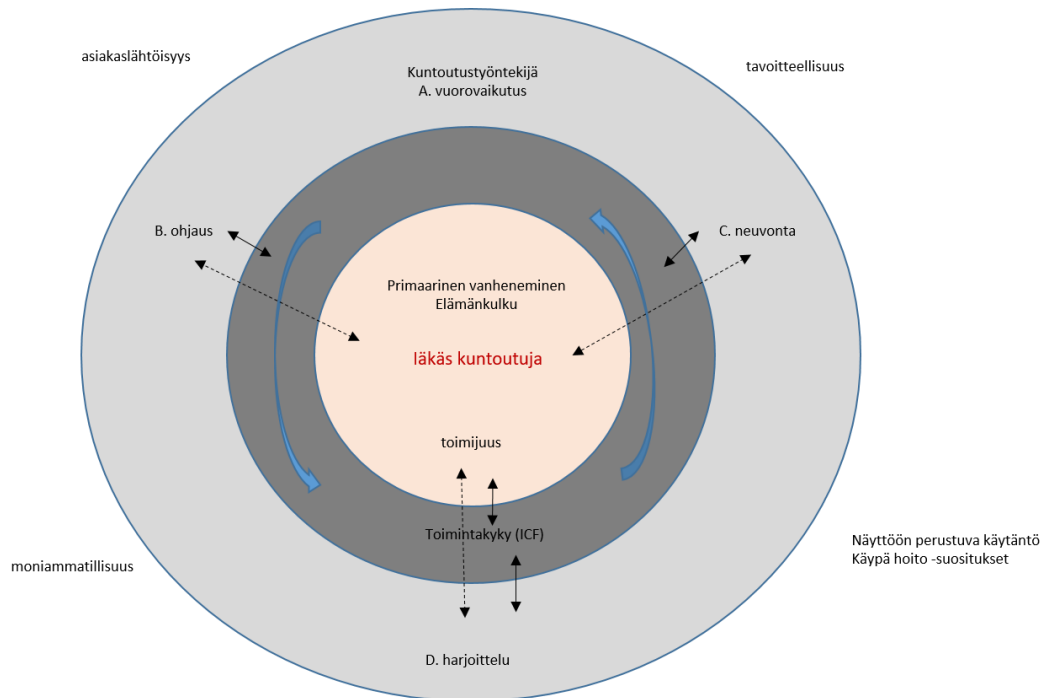 asiakaslähtöisyys
tavoitteellisuus
Kuntoutustyöntekijä
A. vuorovaikutus
B. ohjaus
C. neuvonta
Primaarinen vanheneminen
Elämänkulku
Iäkäs kuntoutuja
toimijuus
Toimintakyky (ICF)
Näyttöön perustuva käytäntö
Käypä hoito -suositukset
moniammatillisuus
D. harjoittelu